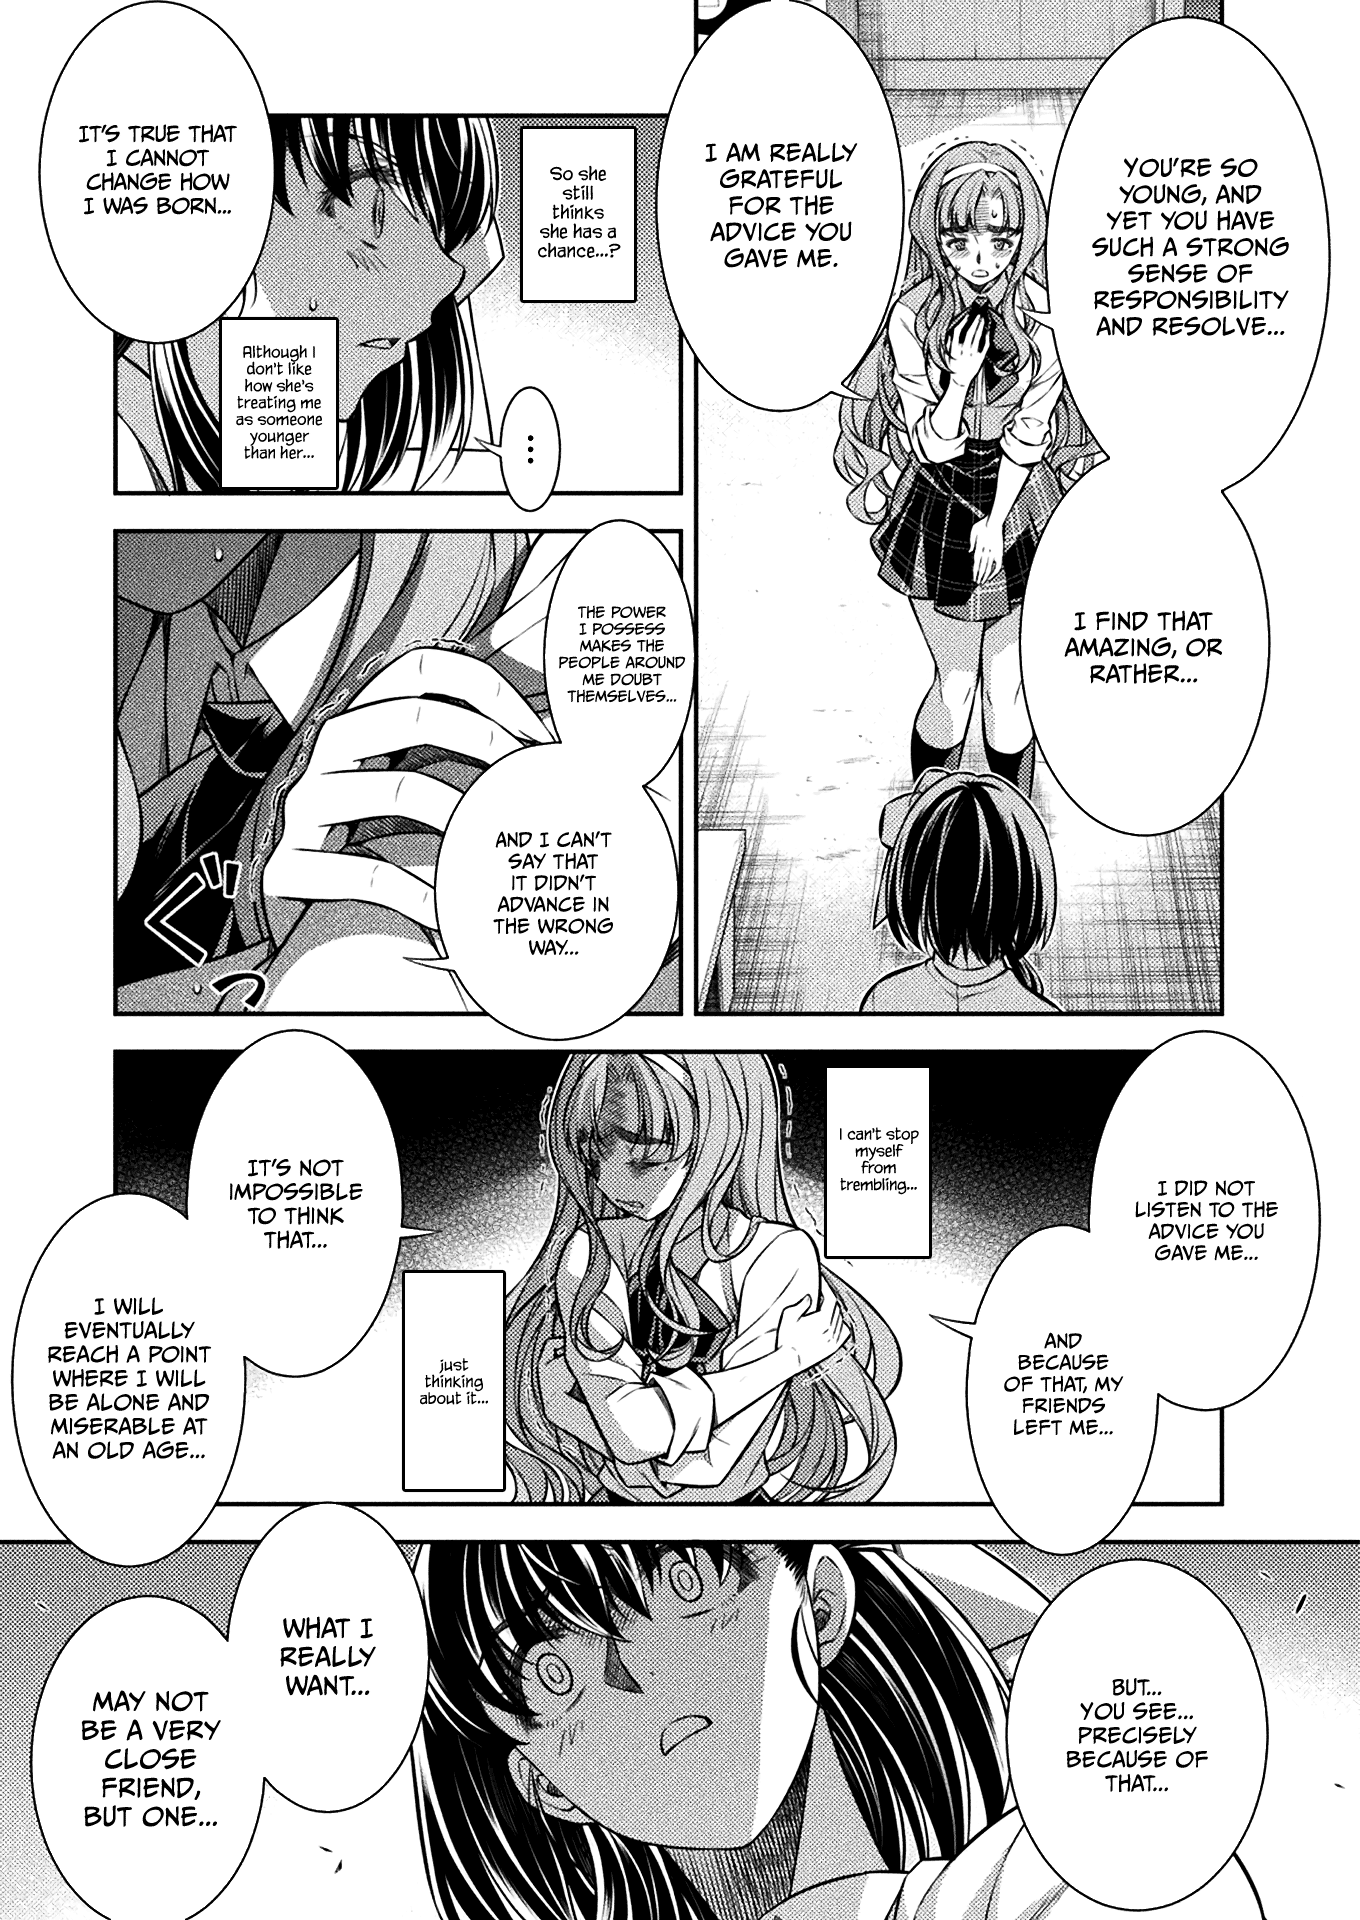 YOU'RE SO
YOUNG, AND
YET YOU HAVE
SUCH A STRONG
SENSE OF
RESPONSIBILITY
AND RESOLVE...
I FIND THAT
AMAZING, OR
RATHER...
I AM REALLY
GRATEFUL
FOR THE
ADVICE YOU
GAVE ME.
So she
still
thinks
she has a
chance...?
Although I
don't like
how she's
treating me
as someone
younger
than her...
...
IT'S TRUE THAT
I CANNOT
CHANGE HOW
I WAS BORN...
THE POWER
I POSSESS
MAKES THE
PEOPLE AROUND
ME DOUBT
THEMSELVES...
AND I CAN'T
SAY THAT
IT DIDN'T
ADVANCE IN
THE WRONG
WAY...
ぐっ
I DID NOT
LISTEN TO THE
ADVICE YOU
GAVE ME...
AND
BECAUSE
OF THAT, MY
FRIENDS
LEFT ME...
I can't stop
myself
from
trembling...
just
thinking
about it...
IT'S NOT
IMPOSSIBLE
TO THINK
THAT...
I WILL
EVENTUALLY
REACH A POINT
WHERE I WILL
BE ALONE AND
MISERABLE AT
AN OLD AGE...
BUT...
YOU SEE...
PRECISELY
BECAUSE OF
THAT...
WHAT I
REALLY
WANT...
MAY NOT
BE A VERY
CLOSE
FRIEND,
BUT ONE...